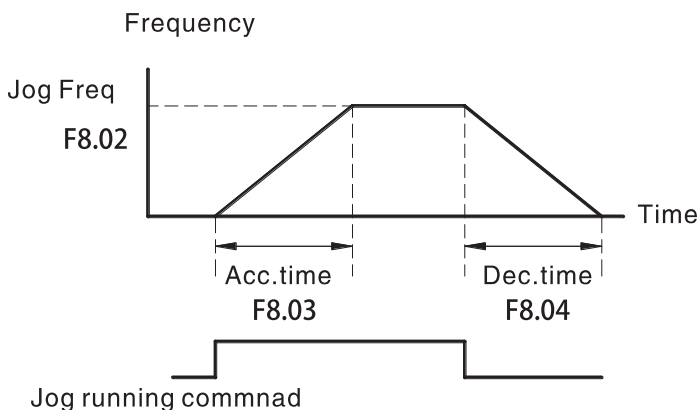 Frequency
Jog Freq
F8.02
Time
Acc.time
Dec.time
F8.03
F8.04
Jog running commnad